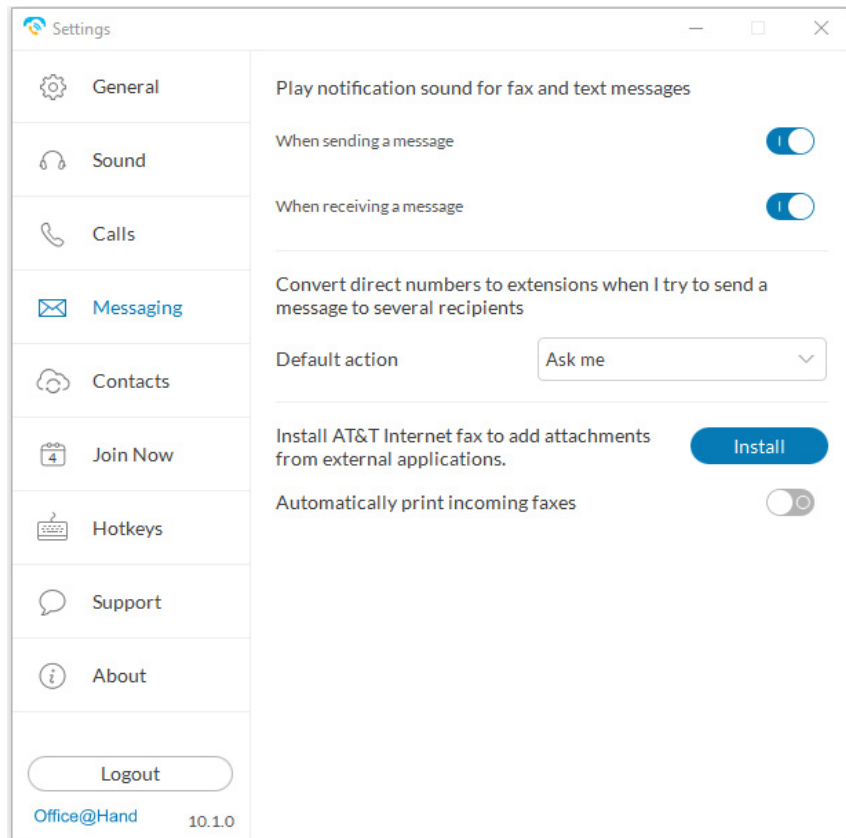 Settings
General
Sound
Calls
Messaging
Contacts
4
Join Now
Hotkeys
Support
i
About
Logout
Office@Hand
10.1.0
Play notification sound for fax and text messages
When sending a message
When receiving a message
Convert direct numbers to extensions when I try to send a
message to several recipients
Default action
Ask me
Install AT&T Internet fax to add attachments
from external applications.
Install
Automatically print incoming faxes